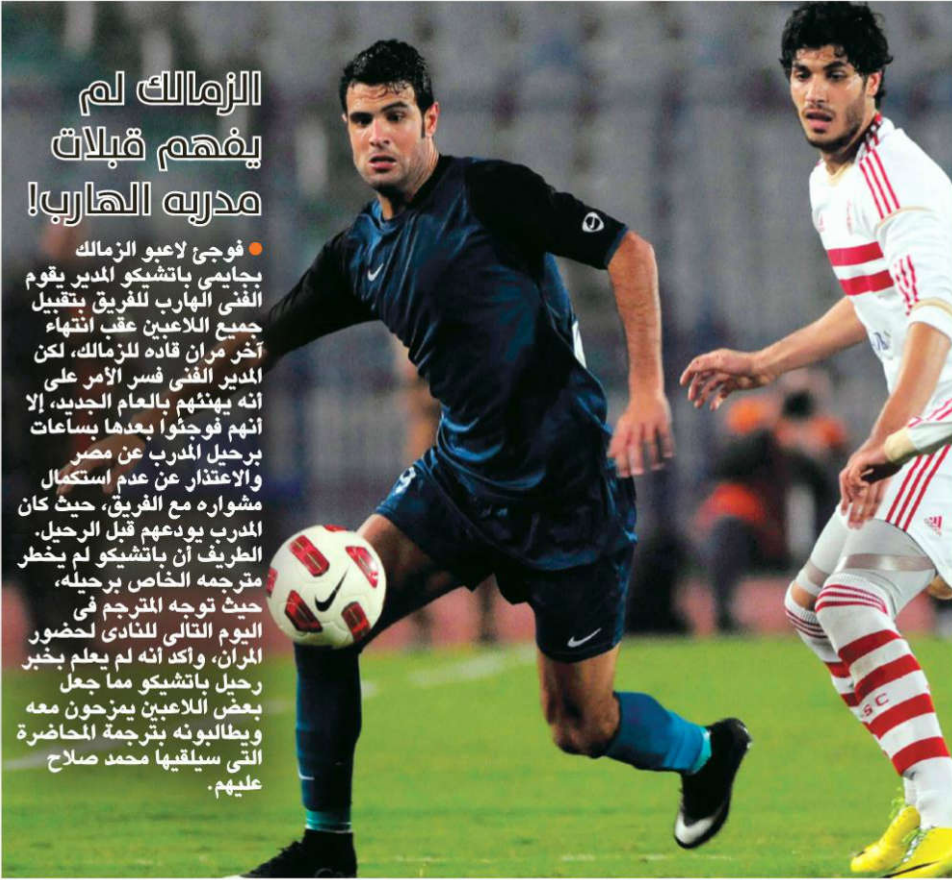 الزمالك لم
يفهم قبلات
مدربه الهارب!
● فوجئ لاعبو الزمالك
بجايمى باتشيكو المدير يقوم
الفنى الهارب للفريق بتقبيل
جميع اللاعبين عقب انتهاء
آخر مران قاده للزمالك، لكن
المدير الفنى فسر الأمر على
أنه يهنئهم بالعام الجديد، إلا
أنهم فوجئوا بعدها بساعات
برحيل المدرب عن مصر
والاعتذار عن عدم استكمال
مشواره مع الفريق، حيث كان
المدرب يودعهم قبل الرحيل.
الطريف أن باتشيكو لم يخطر
مترجمه الخاص برحيله،
حيث توجه المترجم فى
اليوم التالى للنادى لحضور
المران، وأكد أنه لم يعلم بخبر
رحيل باتشيكو مما جعل
بعض اللاعبين يمزحون معه
ويطالبونه بترجمة المحاضرة
التى سيلقيها محمد صلاح
عليهم.
S C